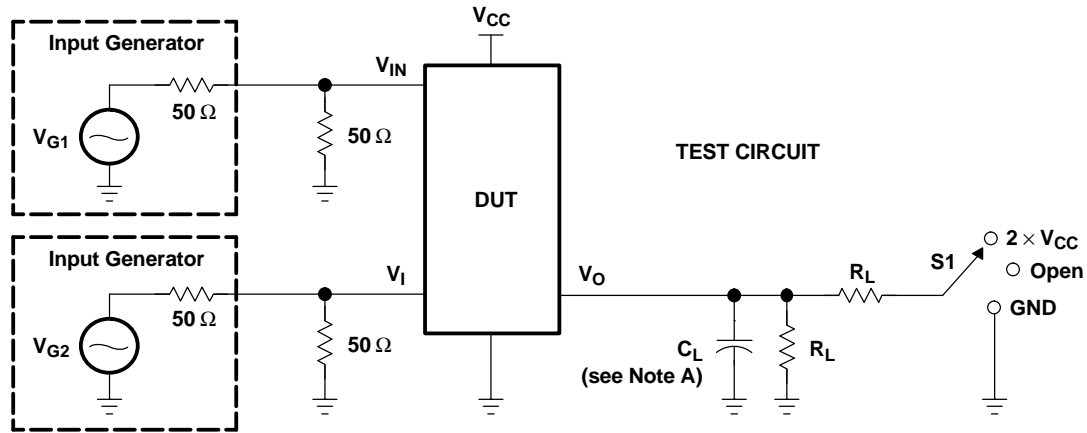 Input Generator
50 Ω
VG1
50 Ω
VIN
VCC
DUT
TEST CIRCUIT
Input Generator
50 Ω
VG2
50 Ω
VI
VO
CL
(see Note A)
RL
RL
S1
2 × VCC
Open
GND